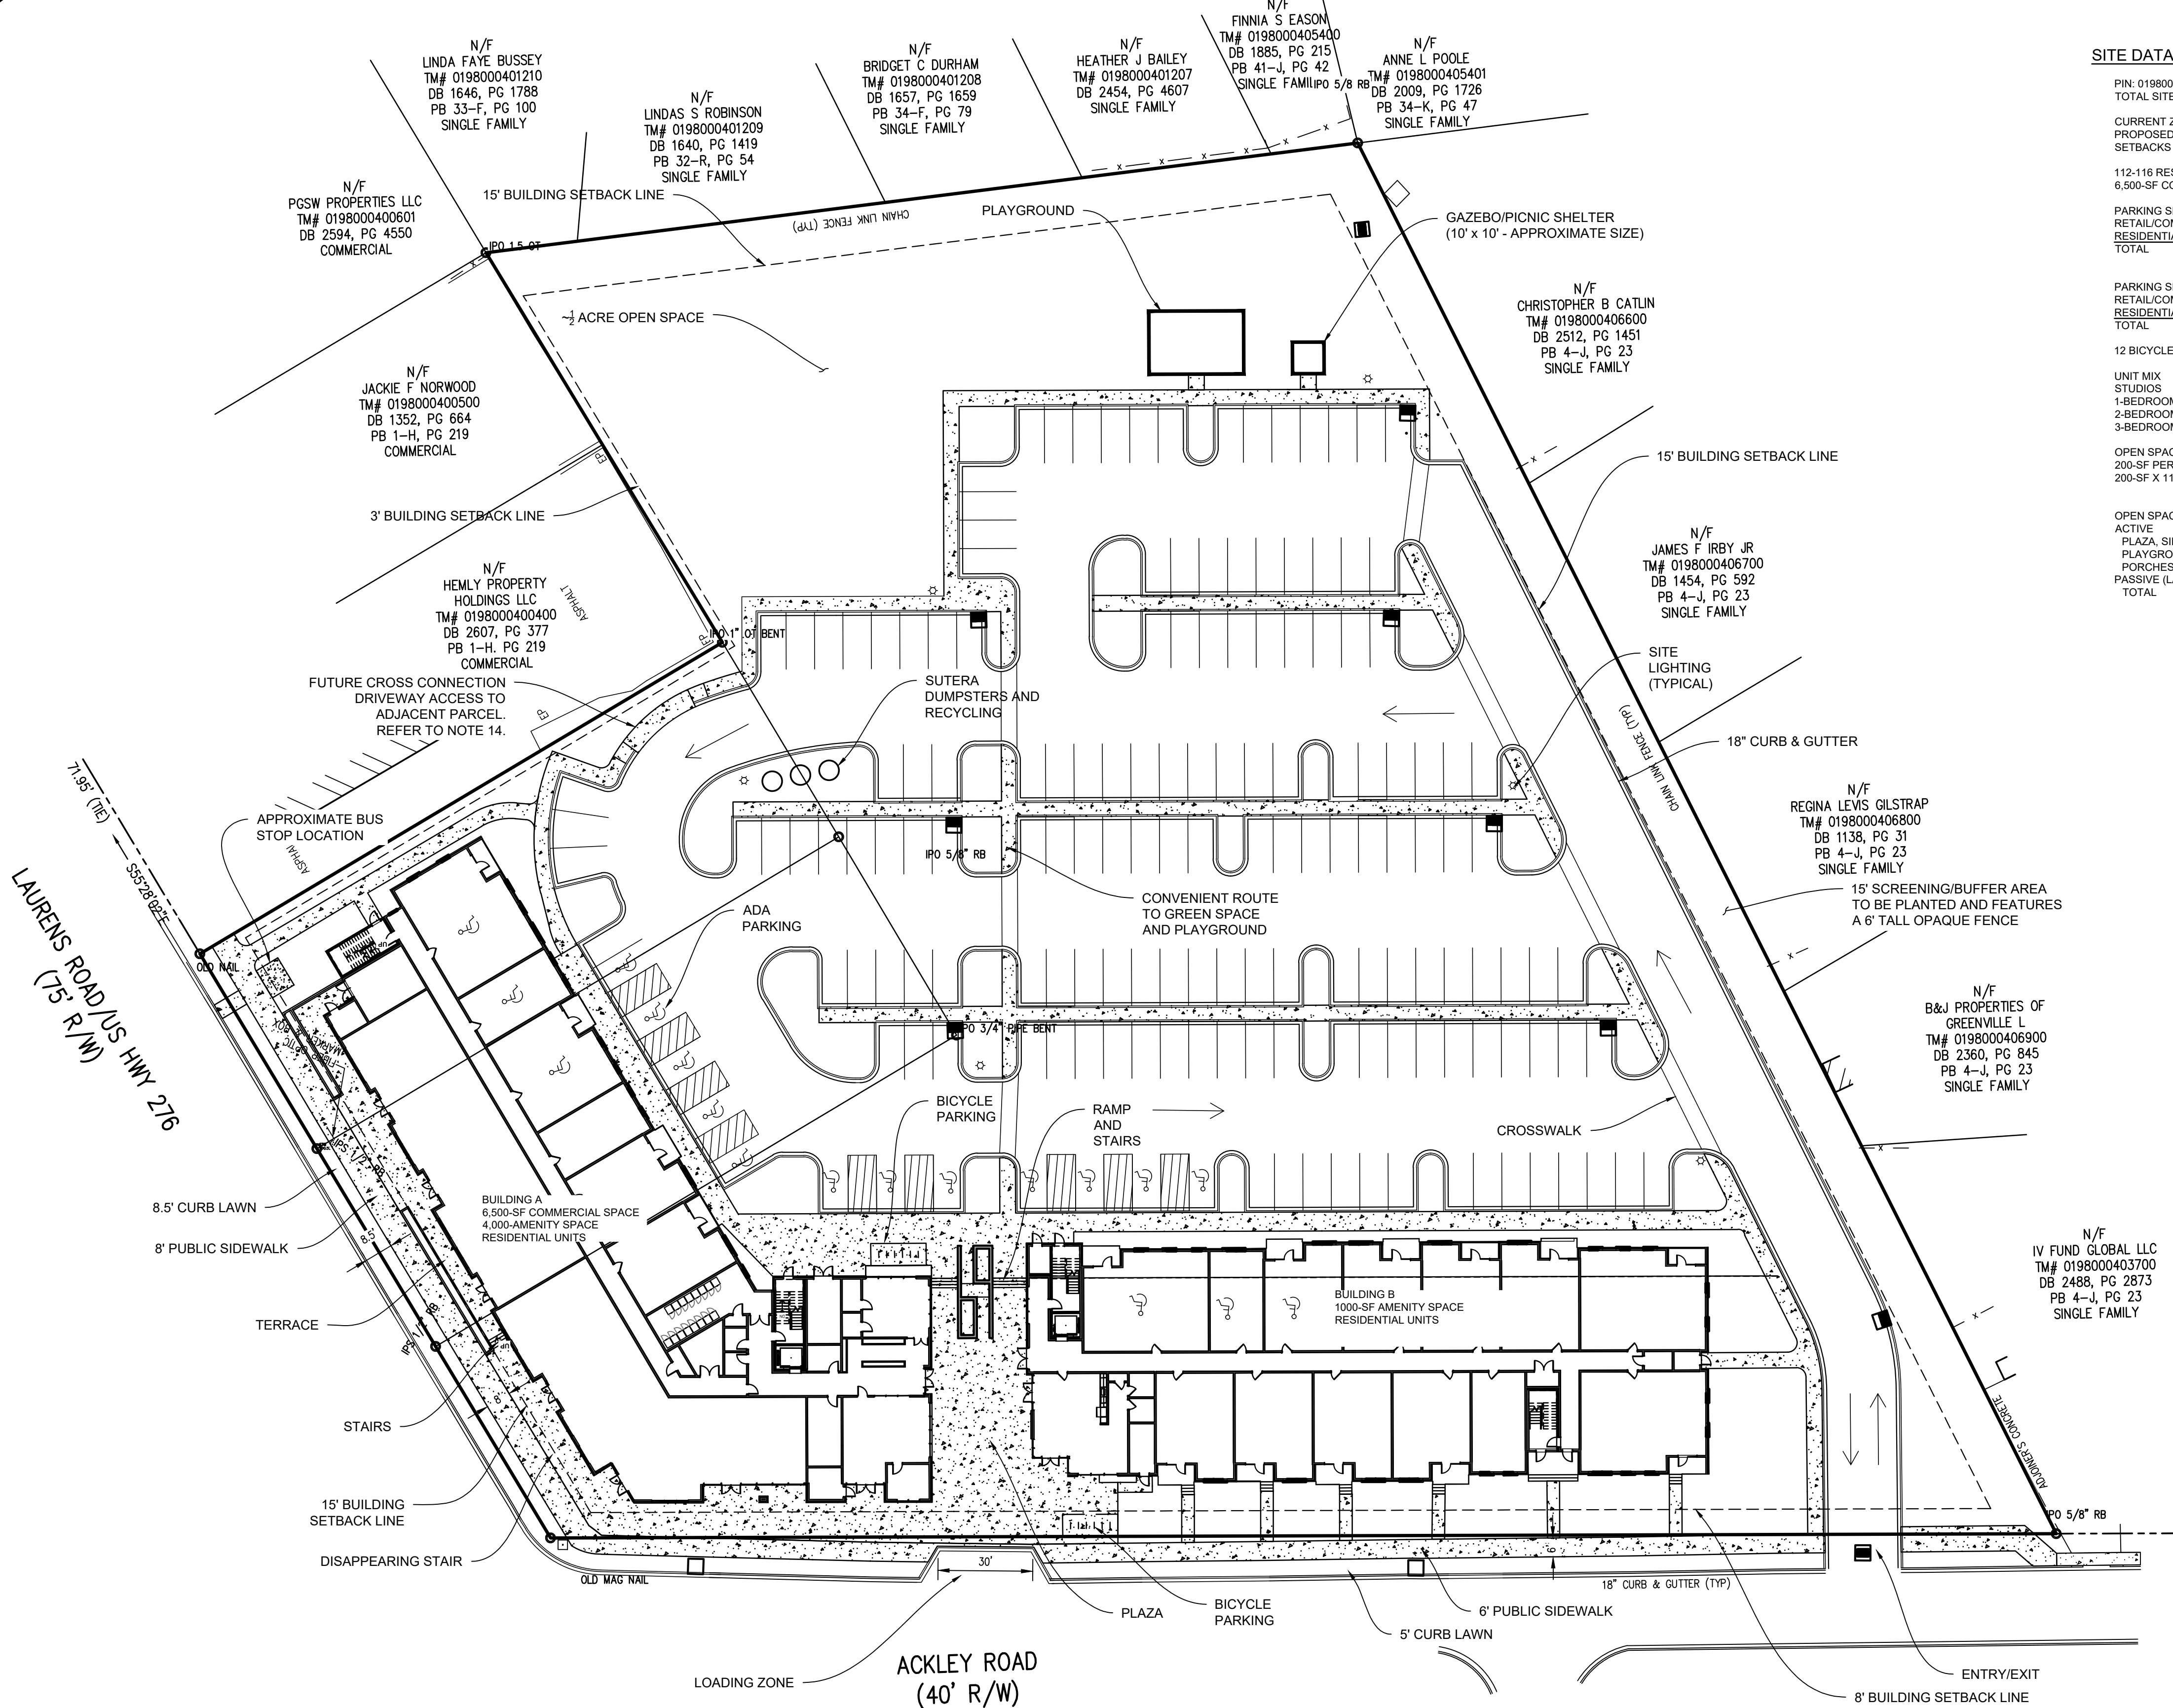 N/F
LINDA FAYE BUSSEY
TM# 0198000401210
DB 1646, PG 1788
PB 33-F, PG 100
SINGLE FAMILY
N/F
LINDAS S ROBINSON
TM# 0198000401209
DB 1640, PG 1419
PB 32-R, PG 54
SINGLE FAMILY
N/F
BRIDGET C DURHAM
TM# 0198000401208
DB 1657, PG 1659
PB 34-F, PG 79
SINGLE FAMILY
N/F
HEATHER J BAILEY
TM# 0198000401207
DB 2454, PG 4607
SINGLE FAMILY
N/F
FINNIA S EASON
TM# 0198000405400
DB 1885, PG 215
PB 41-J, PG 42
SINGLE FAMIL
IPO 5/8 RB
N/F
ANNE L POOLE
TM# 0198000405401
DB 2009, PG 1726
PB 34-K, PG 47
SINGLE FAMILY
SITE DATA
PIN: 019800
TOTAL SITE
CURRENT Z
PROPOSED
SETBACKS
112-116 RES
6,500-SF CO
PARKING S
RETAIL/CO
RESIDENTIA
TOTAL
PARKING S
RETAIL/CO
RESIDENTIA
TOTAL
12 BICYCLE
UNIT MIX
STUDIOS
1-BEDROOM
2-BEDROOM
3-BEDROOM
OPEN SPAC
200-SF PER
200-SF X 11
OPEN SPAC
ACTIVE
PLAZA, SI
PLAYGRO
PORCHES
PASSIVE (L
TOTAL
N/F
PGSW PROPERTIES LLC
TM# 0198000400601
DB 2594, PG 4550
COMMERCIAL
15' BUILDING SETBACK LINE
CHAIN LINK FENCE (TYP)
PLAYGROUND
GAZEBO/PICNIC SHELTER
(10' x 10' - APPROXIMATE SIZE)
IPO 1.5 OT
~½ ACRE OPEN SPACE
N/F
CHRISTOPHER B CATLIN
TM# 0198000406600
DB 2512, PG 1451
PB 4-J, PG 23
SINGLE FAMILY
N/F
JACKIE F NORWOOD
TM# 0198000400500
DB 1352, PG 664
PB 1-H, PG 219
COMMERCIAL
EP
15' BUILDING SETBACK LINE
3' BUILDING SETBACK LINE
N/F
JAMES F IRBY JR
TM# 0198000406700
DB 1454, PG 592
PB 4-J, PG 23
SINGLE FAMILY
N/F
HEMLY PROPERTY
HOLDINGS LLC
TM# 0198000400400
DB 2607, PG 377
PB 1-H. PG 219
COMMERCIAL
ASPHALT
EP
IPO 1" OT BENT
FUTURE CROSS CONNECTION
DRIVEWAY ACCESS TO
ADJACENT PARCEL.
REFER TO NOTE 14.
EP
SUTERA
DUMPSTERS AND
RECYCLING
SITE
LIGHTING
(TYPICAL)
CHAIN LINK FENCE (TYP)
18" CURB & GUTTER
N/F
REGINA LEVIS GILSTRAP
TM# 0198000406800
DB 1138, PG 31
PB 4-J, PG 23
SINGLE FAMILY
71.95' (TIE)
S55°28'02"E
LAURENS ROAD/US HWY 276
(75' R/W)
APPROXIMATE BUS
STOP LOCATION
IPO 5/8" RB
CONVENIENT ROUTE
TO GREEN SPACE
AND PLAYGROUND
ADA
PARKING
15' SCREENING/BUFFER AREA
TO BE PLANTED AND FEATURES
A 6' TALL OPAQUE FENCE
OLD NAIL
UP
FIBER OPTIC
MARKER
BOX
IPO 3/4" PIPE BENT
N/F
B&J PROPERTIES OF
GREENVILLE L
TM# 0198000406900
DB 2360, PG 845
PB 4-J, PG 23
SINGLE FAMILY
BICYCLE
PARKING
RAMP
AND
STAIRS
CROSSWALK
IPS 1/2" RB
8.5' CURB LAWN
8' PUBLIC SIDEWALK
8.5'
BUILDING A
6,500-SF COMMERCIAL SPACE
4,000-AMENITY SPACE
RESIDENTIAL UNITS
TERRACE
BUILDING B
1000-SF AMENITY SPACE
RESIDENTIAL UNITS
N/F
IV FUND GLOBAL LLC
TM# 0198000403700
DB 2488, PG 2873
PB 4-J, PG 23
SINGLE FAMILY
UP
8'
STAIRS
ADJOINER'S CONCRETE
15' BUILDING
SETBACK LINE
DISAPPEARING STAIR
IPO 5/8" RB
OLD MAG NAIL
30'
6'
18" CURB & GUTTER (TYP)
PLAZA
BICYCLE
PARKING
6' PUBLIC SIDEWALK
5' CURB LAWN
LOADING ZONE
ACKLEY ROAD
(40' R/W)
ENTRY/EXIT
8' BUILDING SETBACK LINE